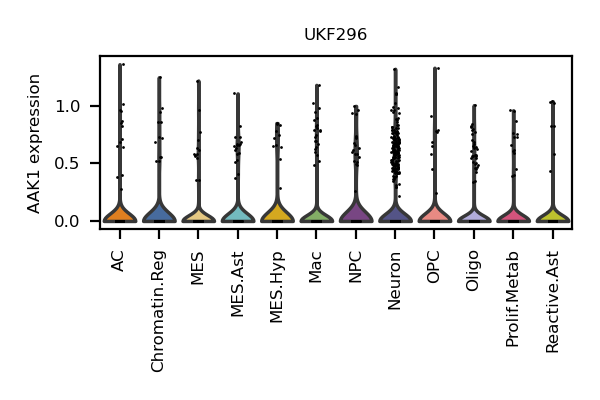 UKF296
AAK1 expression
1.0
0.5
0.0
AC
Chromatin.Reg
MES
MES.Ast
MES.Hyp
Mac
NPC
Neuron
OPC
Oligo
Prolif.Metab
Reactive.Ast